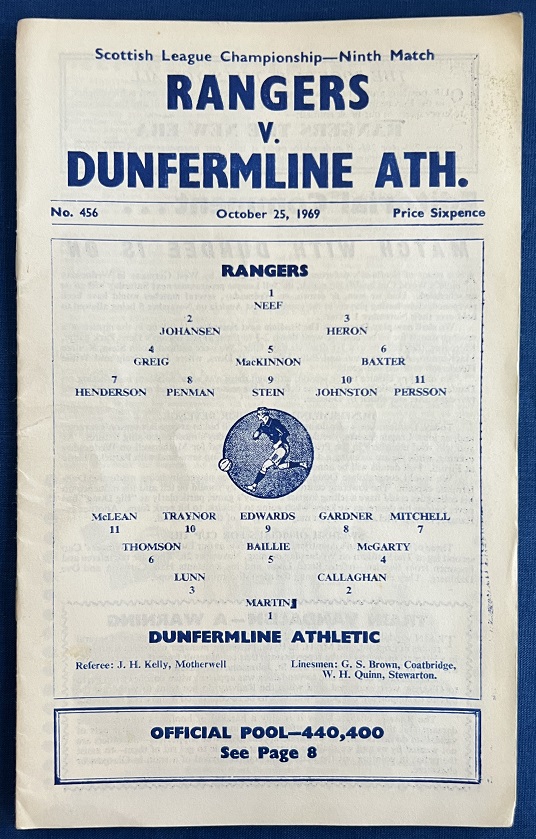 Scottish League Championship—Ninth Match
RANGERS
V.
DUNFERMLINE ATH.
No. 456 October 25, 1969 Price Sixpence
RANGERS
1
NEEF
2 3
JOHANSEN HERON
4 5 6
GREIG MacKINNON BAXTER
7 8 9 10 11
HENDERSON PENMAN STEIN JOHNSTON PERSSON
McLEAN TRAYNOR EDWARDS GARDNER MITCHELL
11 10 9 8 7
THOMSON BAILLIE McGARTY
6 5 4
LUNN CALLAGHAN
3 2
MARTIN
1
DUNFERMLINE ATHLETIC
Referee: J. H. Kelly, Motherwell Linesmen: G. S. Brown, Coatbridge,
W. H. Quinn, Stewarton.
OFFICIAL POOL—440,400
See Page 8